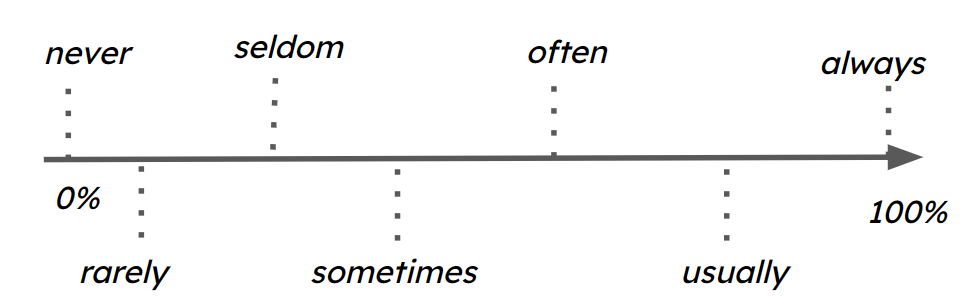 never
seldom
often
always
0%
100%
rarely
sometimes
usually